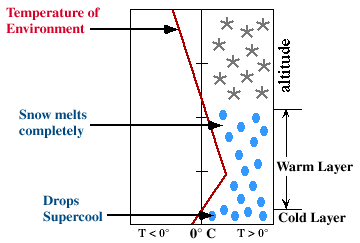 Temperature of
Environment
altitude
Snow melts
completely
Warm Layer
Drops
Supercool
Cold Layer
T < 0° 0° C T > 0°